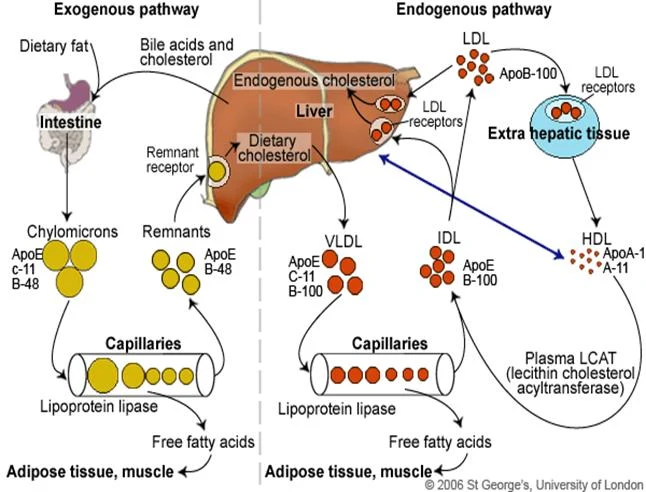 Exogenous pathway
Endogenous pathway
Dietary fat
Bile acids and
cholesterol
Intestine
Endogenous cholesterol
Liver
LDL
receptors
Dietary
cholesterol
Remnant
receptor
LDL
ApoB-100
LDL
receptors
Extra hepatic tissue
Chylomicrons
ApoE
c-11
B-48
Remnants
ApoE
B-48
VLDL
ApoE
C-11
B-100
IDL
ApoE
B-100
HDL
ApoA-1
A-11
Capillaries
Lipoprotein lipase
Free fatty acids
Adipose tissue, muscle
Capillaries
Lipoprotein lipase
Free fatty acids
Adipose tissue, muscle
Plasma LCAT
(lecithin cholesterol
acyltransferase)
© 2006 St George's, University of London